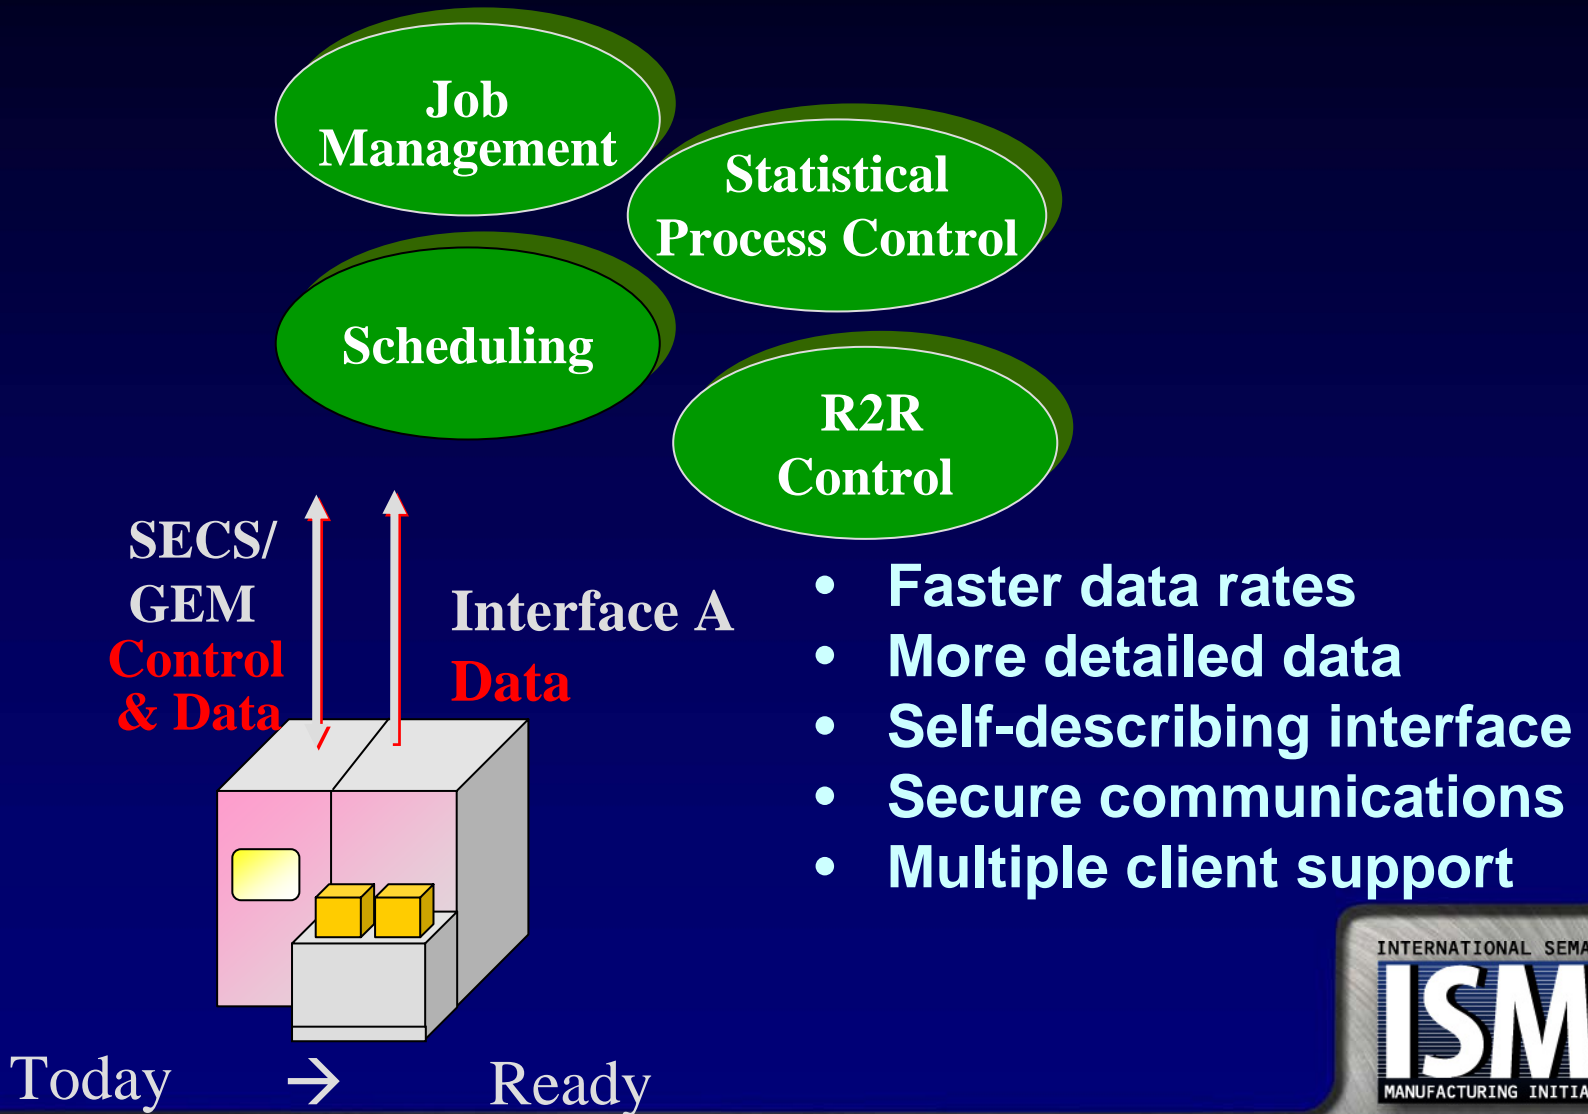 Job
Management
Statistical
Process Control
Scheduling
R2R
Control
SECS/
GEM
Control
& Data
Interface A
Data
• Faster data rates
• More detailed data
• Self-describing interface
• Secure communications
• Multiple client support
INTERNATIONAL SEMA
ISM
MANUFACTURING INITIA
Today → Ready